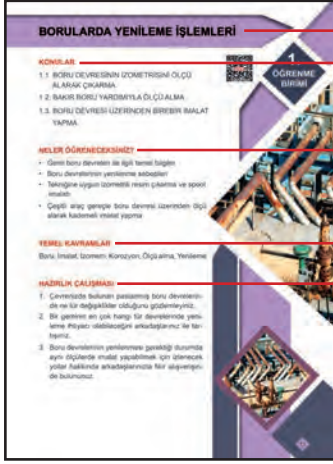 BORULARDA YENİLEME İŞLEMLERİ
1.
ÖĞRENME
BİRİMİ
KONULAR
1.1. BORU DEVRESİNİN İZOMETRİSİNİ ÖLÇÜ
ALARAK ÇIKARMA
1.2. BAKIR BORU YARDIMIYLA ÖLÇÜ ALMA
1.3. BORU DEVRESİ ÜZERİNDEN BİREBİR İMALAT
YAPMA
NELER ÖĞRENECEKSİNİZ?
• Gemi boru devreleri ile ilgili temel bilgiler
• Boru devrelerinin yenilenme sebepleri
• Tekniğine uygun izometrik resim çıkarma ve spool
imalatı
• Çeşitli araç gereçle boru devresi üzerinden ölçü
alarak kademeli imalat yapma
TEMEL KAVRAMLAR
Boru, İmalat, İzometri, Korozyon, Ölçü alma, Yenileme
HAZIRLIK ÇALIŞMASI
1. Çevrenizde bulunan paslanmış boru devrelerin-
de ne tür değişiklikler olduğunu gözlemleyiniz.
2. Bir geminin en çok hangi tür devrelerinde yeni-
leme ihtiyacı olabileceğini arkadaşlarınız ile tar-
tışınız.
3. Boru devrelerinin yenilenmesi gerektiği durumda
aynı ölçülerde imalat yapabilmek için izlenecek
yollar hakkında arkadaşlarınızla fikir alışverişin-
de bulununuz.